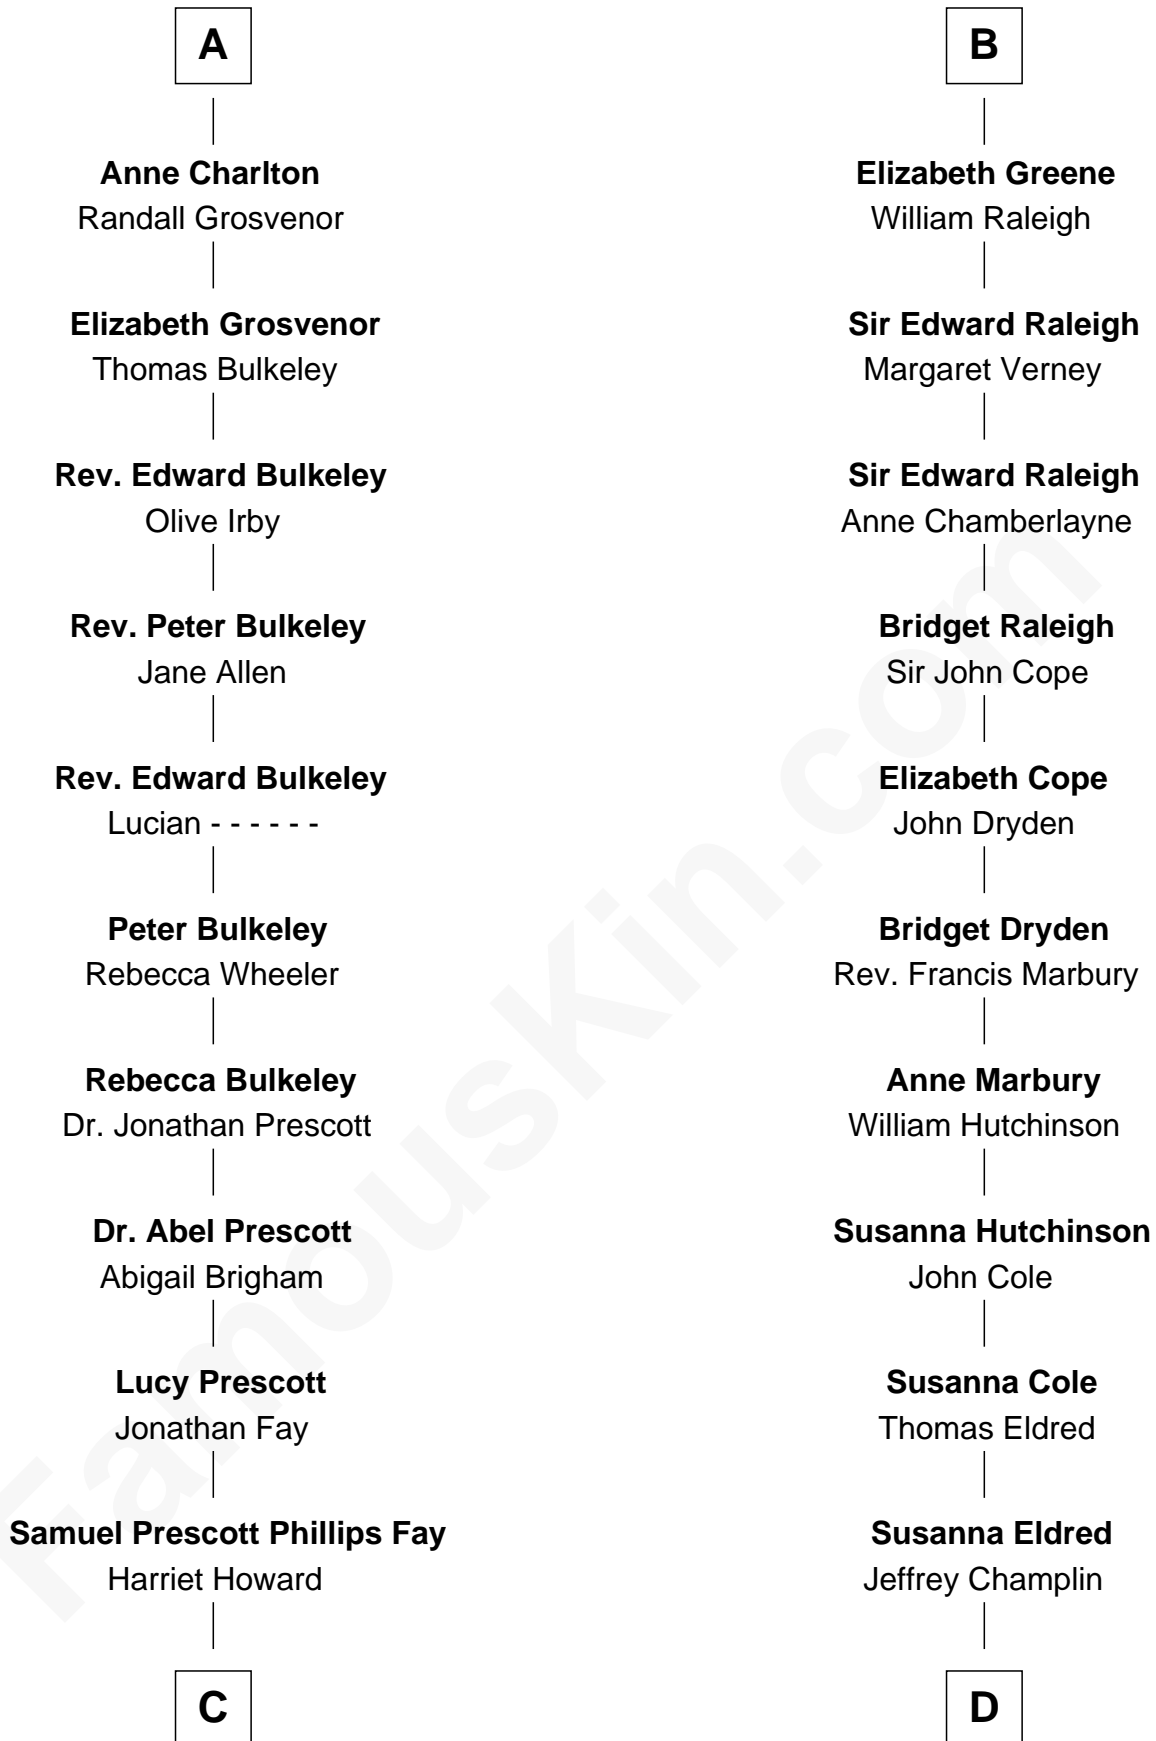 A
Anne Charlton
Randall Grosvenor
Elizabeth Grosvenor
Thomas Bulkeley
Rev. Edward Bulkeley
Olive Irby
Rev. Peter Bulkeley
Jane Allen
Rev. Edward Bulkeley
Lucian - - - - - -
Peter Bulkeley
Rebecca Wheeler
Rebecca Bulkeley
Dr. Jonathan Prescott
Dr. Abel Prescott
Abigail Brigham
Lucy Prescott
Jonathan Fay
Samuel Prescott Phillips Fay
Harriet Howard
C
B
Elizabeth Greene
William Raleigh
Sir Edward Raleigh
Margaret Verney
Sir Edward Raleigh
Anne Chamberlayne
Bridget Raleigh
Sir John Cope
Elizabeth Cope
John Dryden
Bridget Dryden
Rev. Francis Marbury
Anne Marbury
William Hutchinson
Susanna Hutchinson
John Cole
Susanna Cole
Thomas Eldred
Susanna Eldred
Jeffrey Champlin
D
FamousKin.com